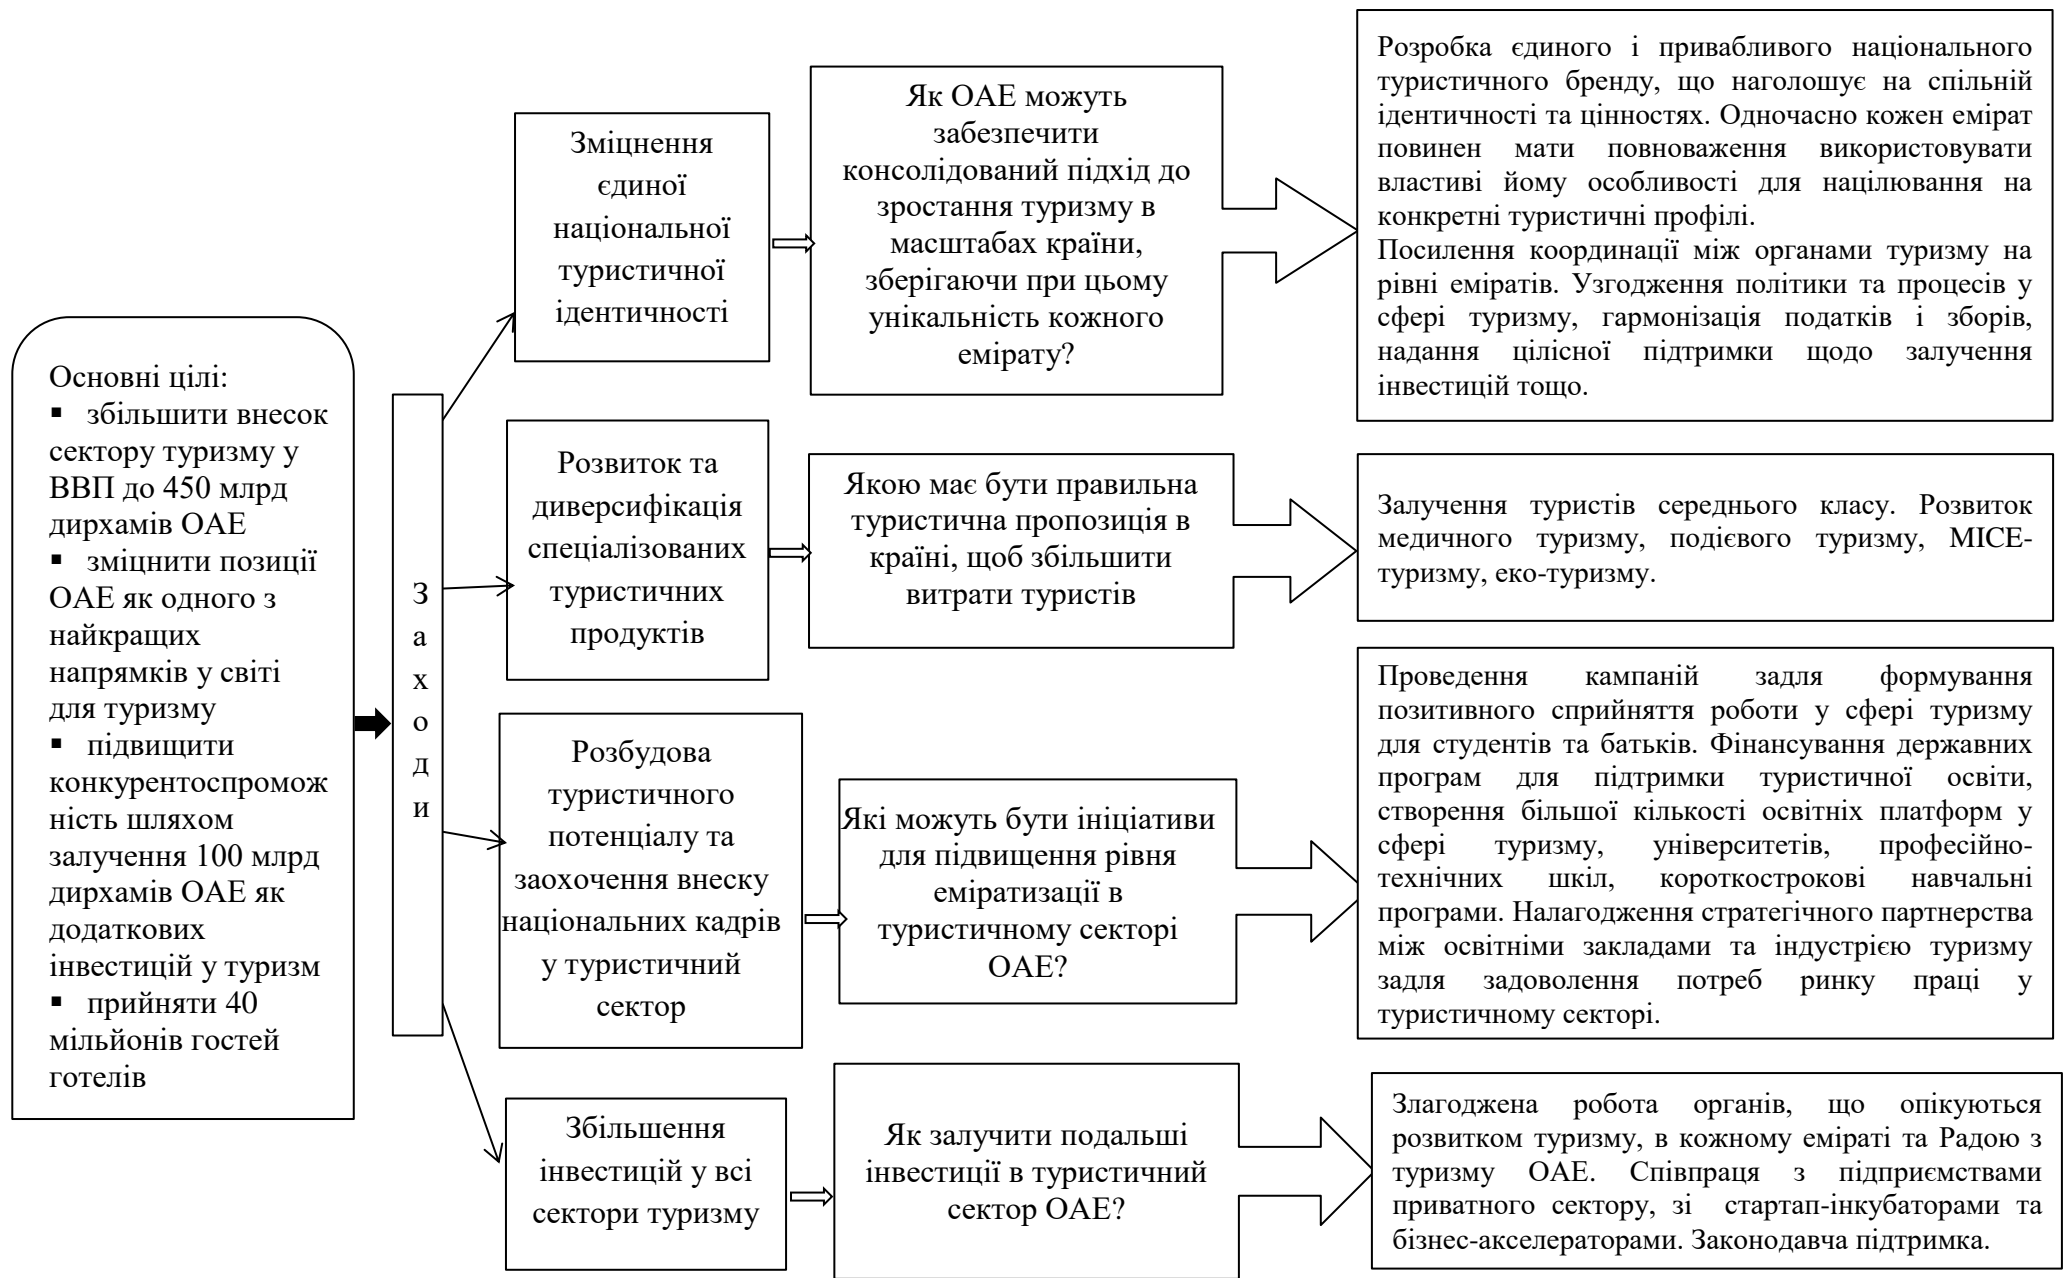 Основні цілі:
▪ збільшити внесок
сектору туризму у
ВВП до 450 млрд
дирхамів ОАЕ
▪ зміцнити позиції
ОАЕ як одного з
найкращих
напрямків у світі
для туризму
▪ підвищити
конкурентоспромож
ність шляхом
залучення 100 млрд
дирхамів ОАЕ як
додаткових
інвестицій у туризм
▪ прийняти 40
мільйонів гостей
готелів
З
а
х
о
д
и
Зміцнення
єдиної
національної
туристичної
ідентичності
Як ОАЕ можуть
забезпечити
консолідований підхід до
зростання туризму в
масштабах країни,
зберігаючи при цьому
унікальність кожного
емірату?
Розробка єдиного і привабливого національного
туристичного бренду, що наголошує на спільній
ідентичності та цінностях. Одночасно кожен емірат
повинен мати повноваження використовувати
властиві йому особливості для націлювання на
конкретні туристичні профілі.
Посилення координації між органами туризму на
рівні еміратів. Узгодження політики та процесів у
сфері туризму, гармонізація податків і зборів,
надання цілісної підтримки щодо залучення
інвестицій тощо.
Розвиток та
диверсифікація
спеціалізованих
туристичних
продуктів
Якою має бути правильна
туристична пропозиція в
країні, щоб збільшити
витрати туристів
Залучення туристів середнього класу. Розвиток
медичного туризму, подієвого туризму, MICE-
туризму, еко-туризму.
Розбудова
туристичного
потенціалу та
заохочення внеску
національних кадрів
у туристичний
сектор
Які можуть бути ініціативи
для підвищення рівня
еміратизації в
туристичному секторі
ОАЕ?
Проведення кампаній задля формування
позитивного сприйняття роботи у сфері туризму
для студентів та батьків. Фінансування державних
програм для підтримки туристичної освіти,
створення більшої кількості освітніх платформ у
сфері туризму, університетів, професійно-
технічних шкіл, короткострокові навчальні
програми. Налагодження стратегічного партнерства
між освітніми закладами та індустрією туризму
задля задоволення потреб ринку праці у
туристичному секторі.
Збільшення
інвестицій у всі
сектори туризму
Як залучити подальші
інвестиції в туристичний
сектор ОАЕ?
Злагоджена робота органів, що опікуються
розвитком туризму, в кожному еміраті та Радою з
туризму ОАЕ. Співпраця з підприємствами
приватного сектору, зі стартап-інкубаторами та
бізнес-акселераторами. Законодавча підтримка.